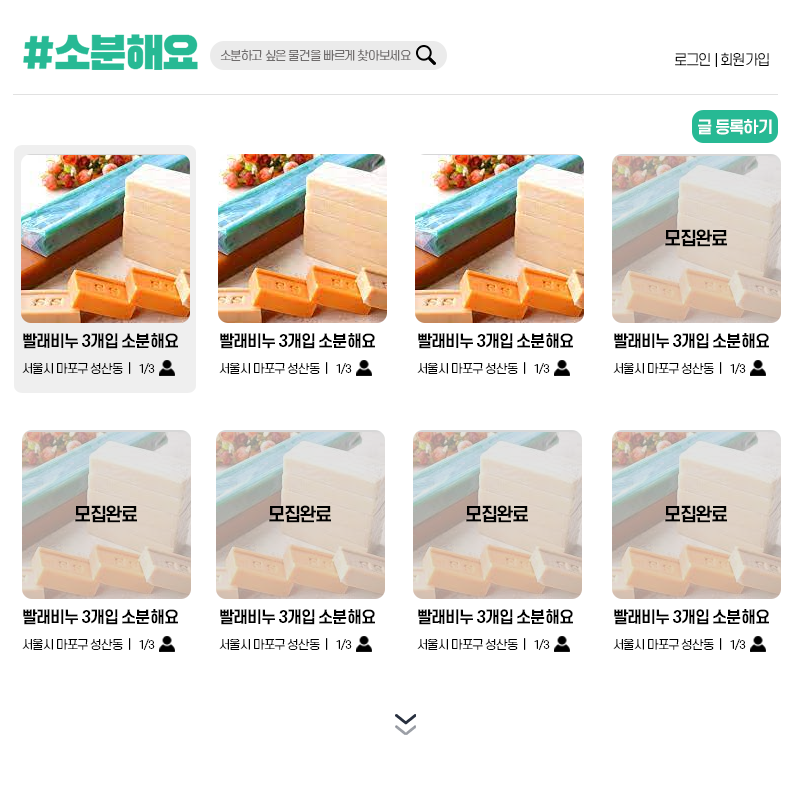 #소분해요
소분하고 싶은 물건을 빠르게 찾아보세요
로그인 | 회원가입
글 등록하기
모집완료
빨래비누 3개입 소분해요
서울시 마포구 성산동 | 1/3
빨래비누 3개입 소분해요
서울시 마포구 성산동 | 1/3
빨래비누 3개입 소분해요
서울시 마포구 성산동 | 1/3
빨래비누 3개입 소분해요
서울시 마포구 성산동 | 1/3
모집완료
모집완료
모집완료
모집완료
빨래비누 3개입 소분해요
서울시 마포구 성산동 | 1/3
빨래비누 3개입 소분해요
서울시 마포구 성산동 | 1/3
빨래비누 3개입 소분해요
서울시 마포구 성산동 | 1/3
빨래비누 3개입 소분해요
서울시 마포구 성산동 | 1/3